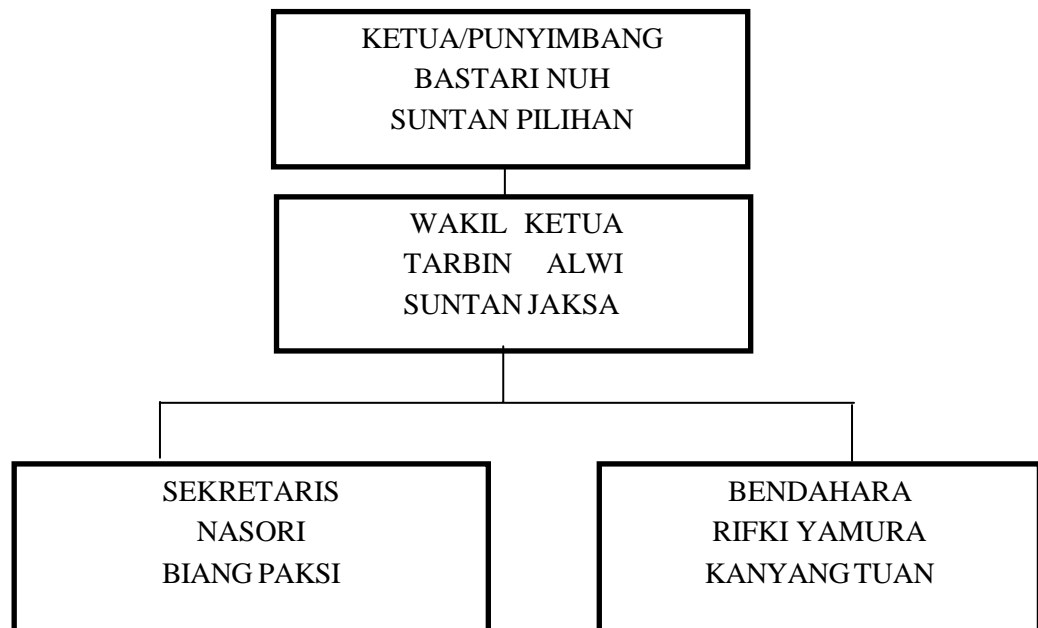 KETUA/PUNYIMBANG
BASTARI NUH
SUNTAN PILIHAN
WAKIL KETUA
TARBIN ALWI
SUNTAN JAKSA
SEKRETARIS
NASORI
BIANG PAKSI
BENDAHARA
RIFKI YAMURA
KANYANG TUAN